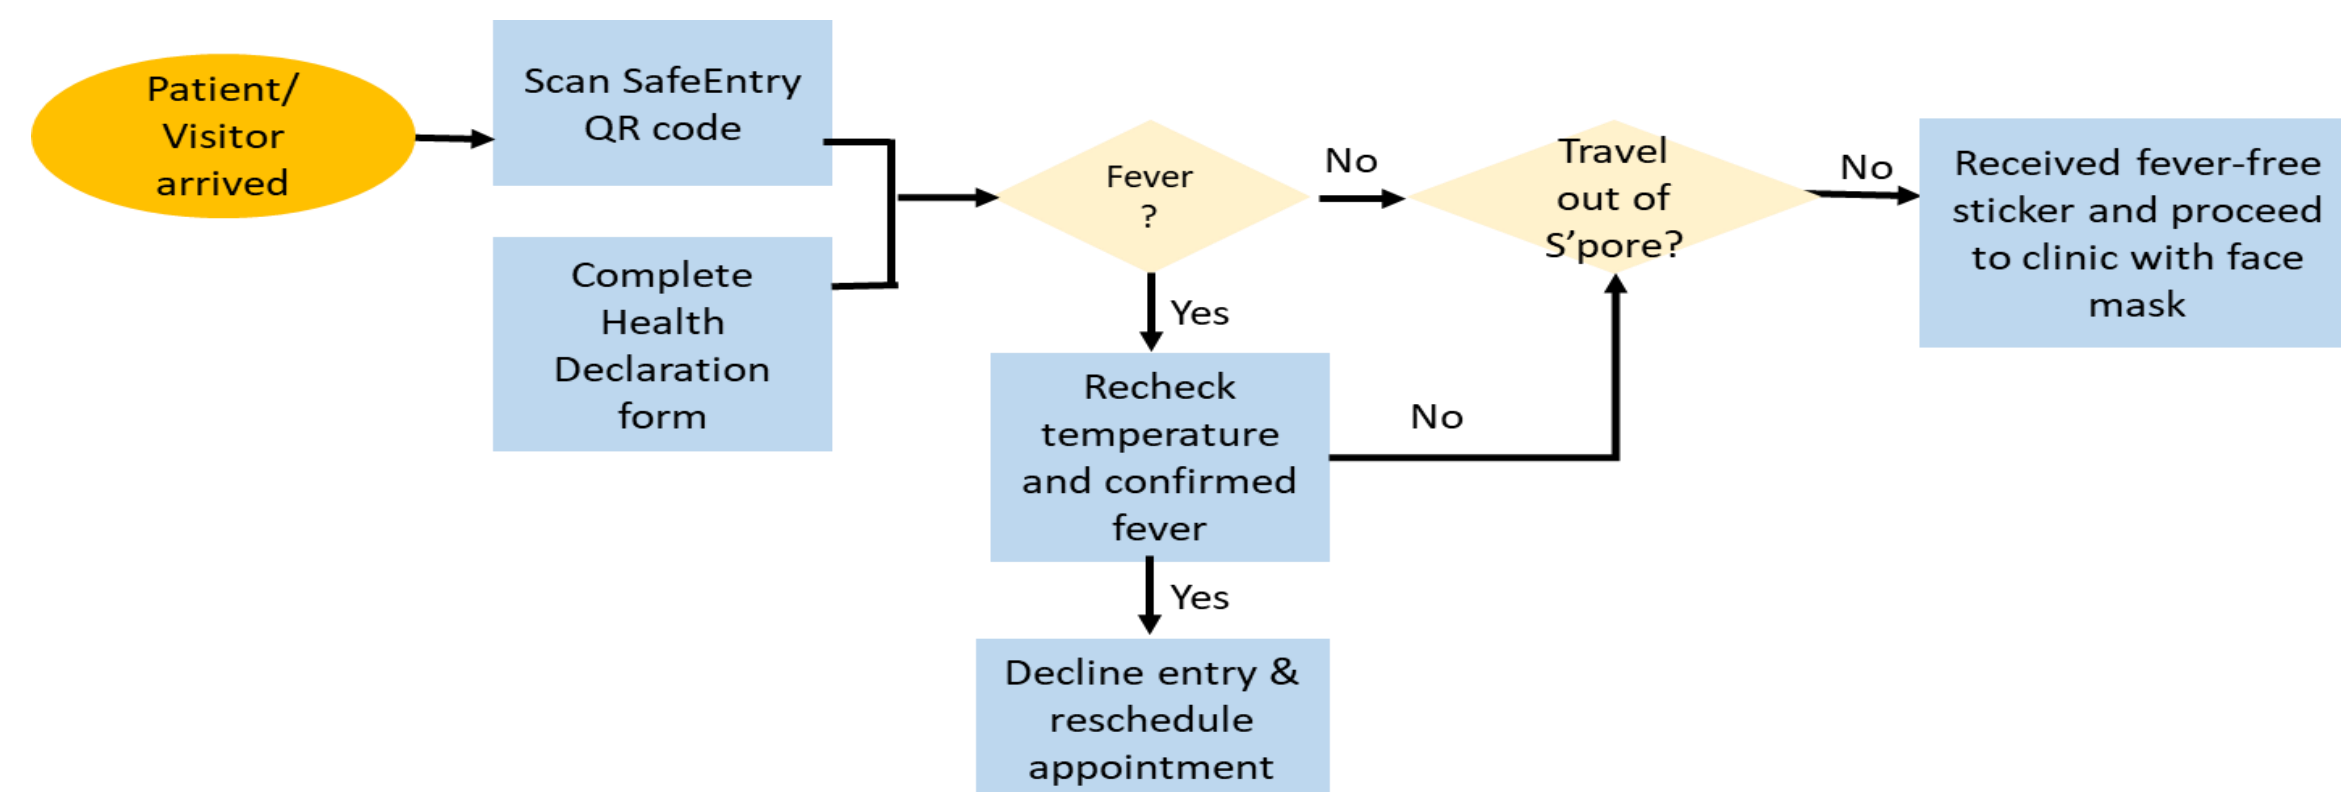 Patient/
Visitor
arrived
Scan SafeEntry
QR code
Complete
Health
Declaration
form
Fever
?
No
Yes
Recheck
temperature
and confirmed
fever
No
Yes
Decline entry &
reschedule
appointment
Travel
out of
S’pore?
No
Received fever-free
sticker and proceed
to clinic with face
mask